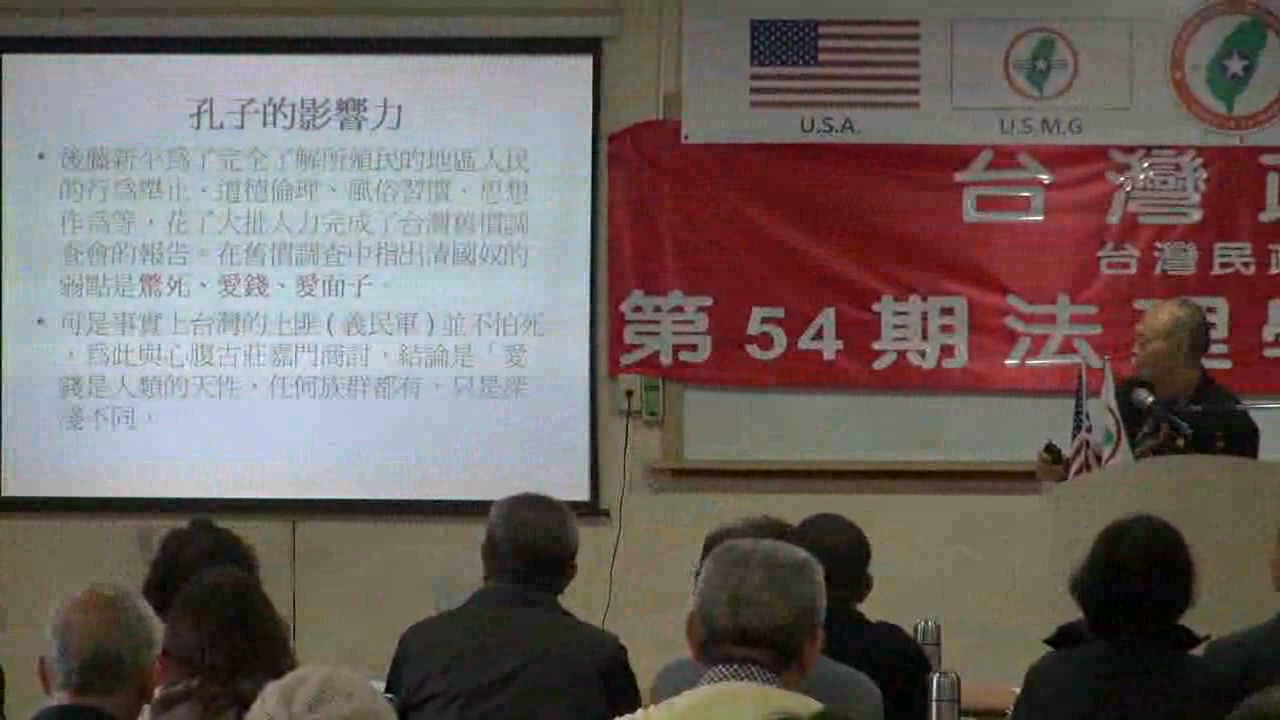 孔子的影響力
• 後藤新平為了完全了解所殖民的地區人民
的行為舉止、道德倫理、風俗習慣、思想
作為等，花了大批人力完成了台灣舊慣調
查會的報告。在舊慣調查中指出清國奴的
弱點是驚死、愛錢、愛面子。
• 可是事實上台灣的土匪(義民軍)並不怕死
，為此與心腹古莊嘉門商討，結論是「愛
錢是人類的天性，任何族群都有，只是深
淺不同，
U.S.A.
U.S.M.G
台灣政
台灣民政
第54期法理學